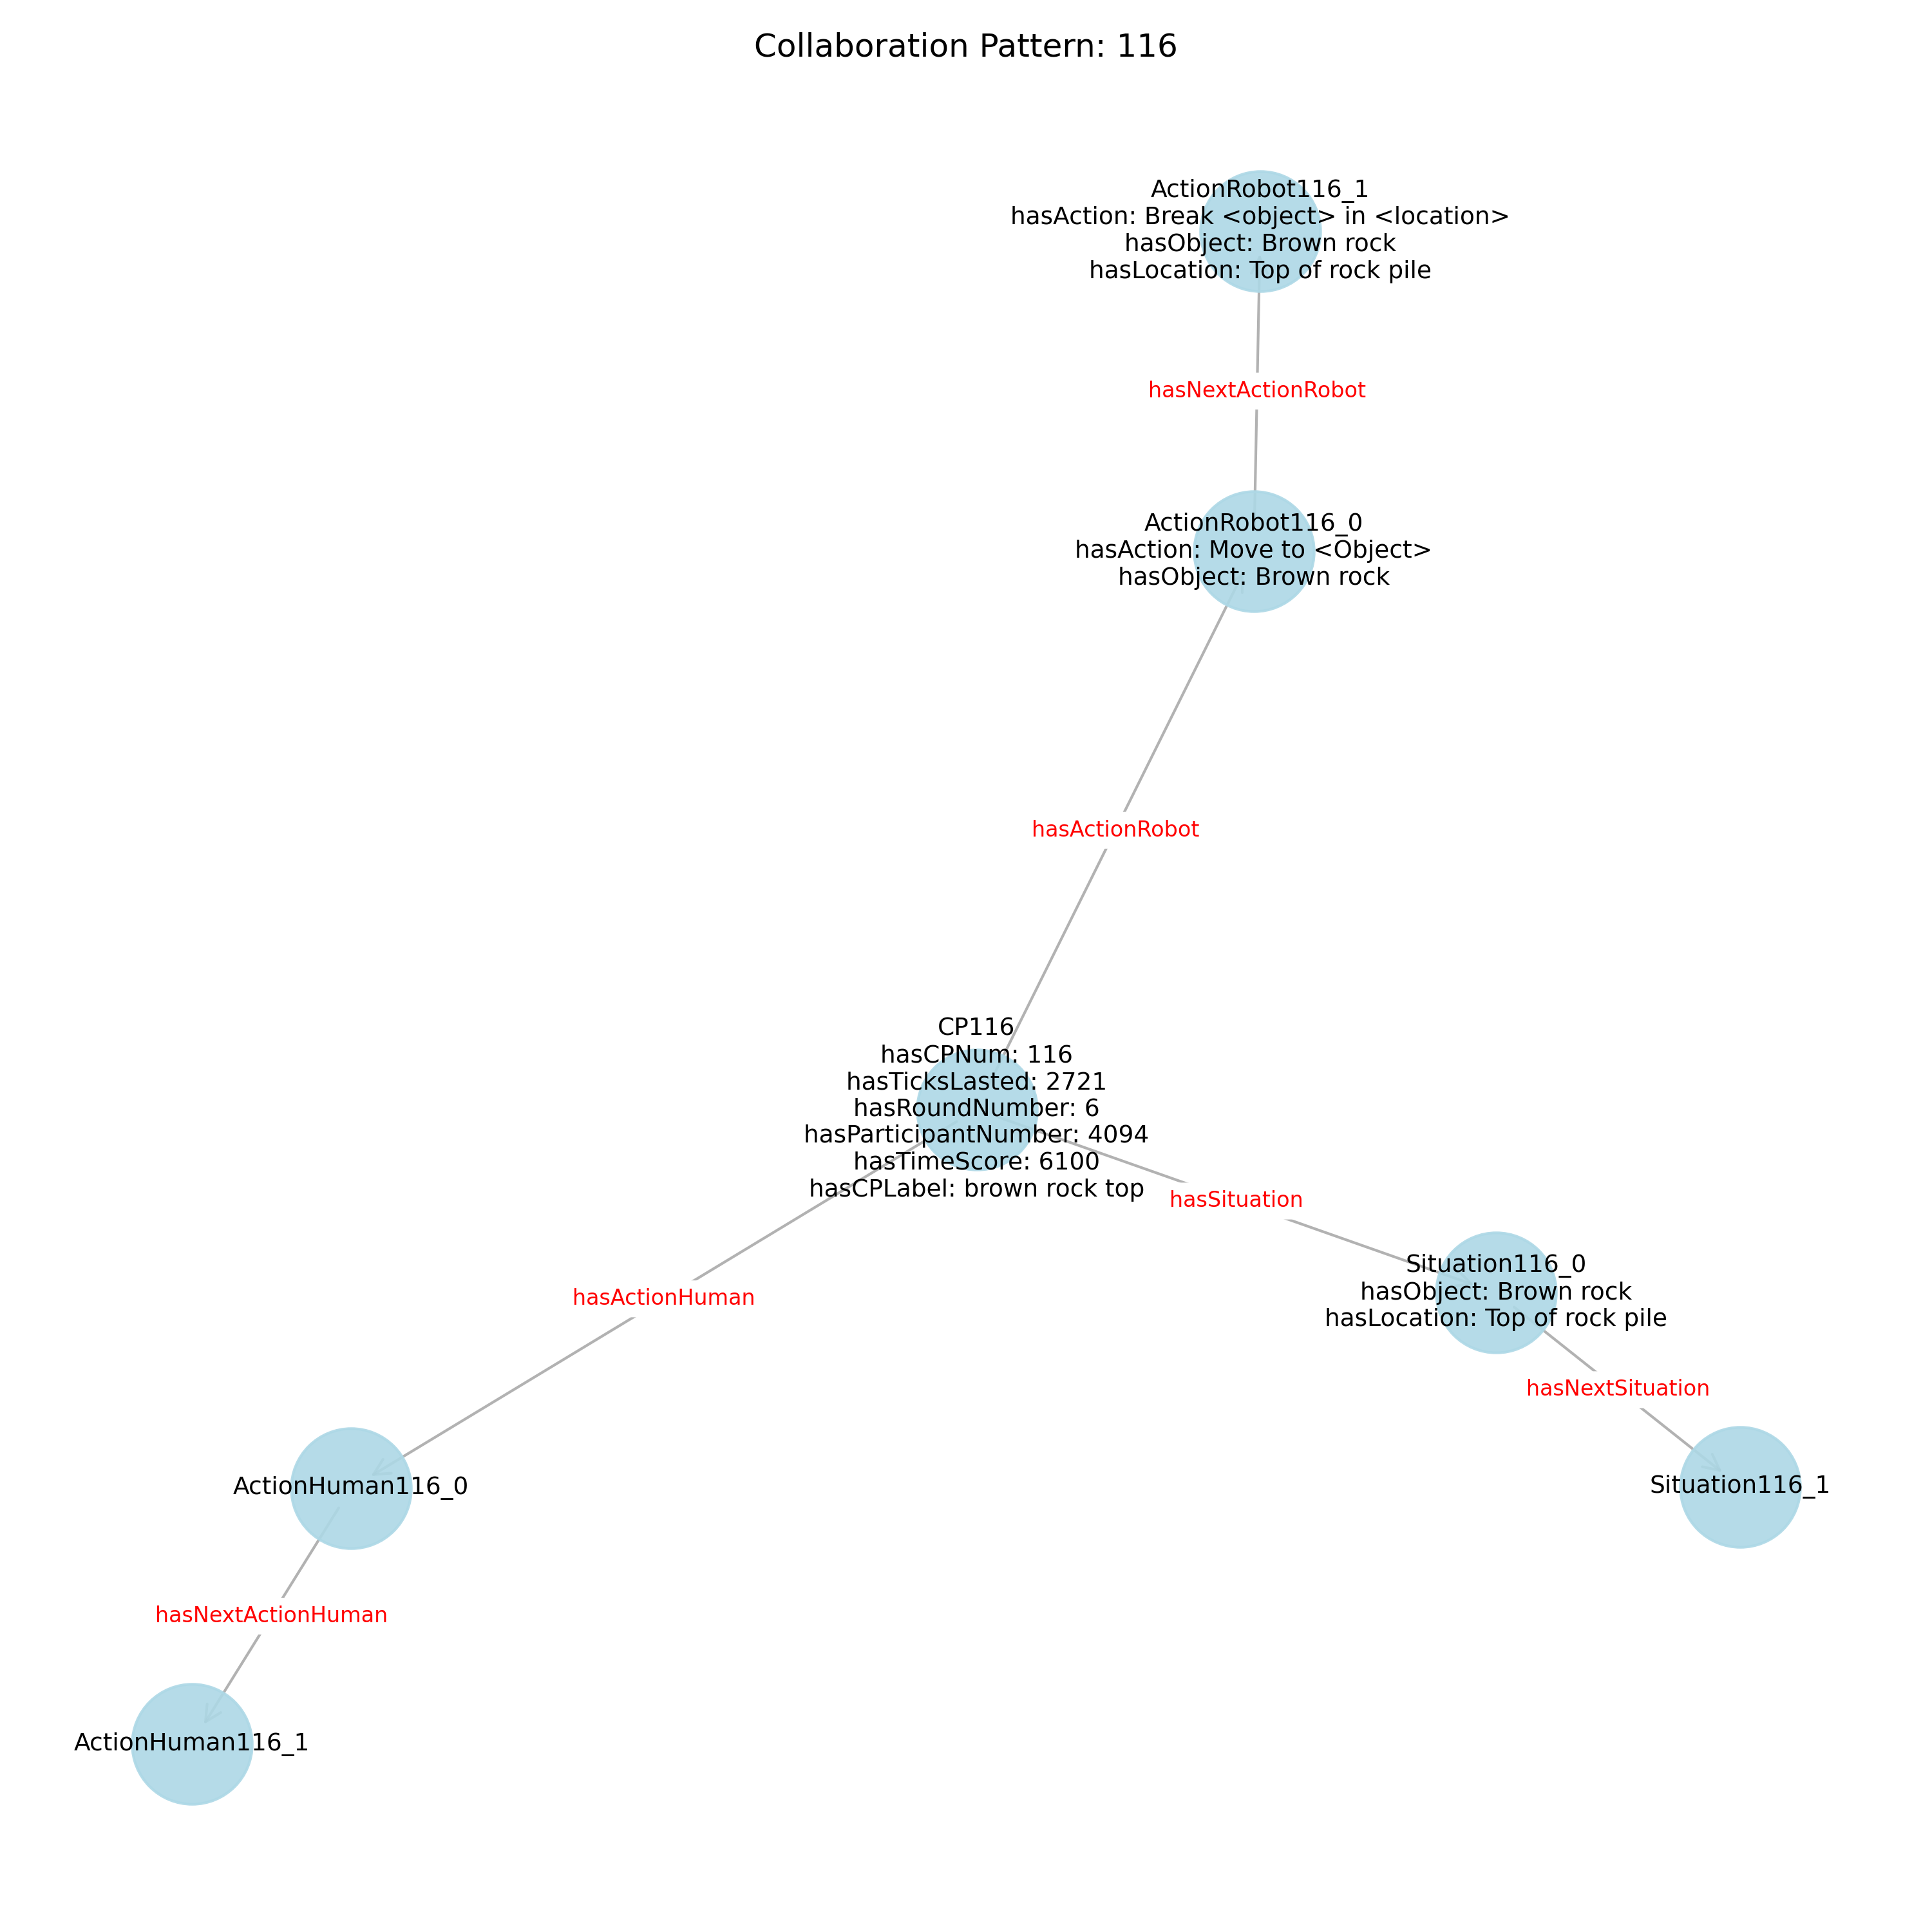 Collaboration Pattern: 116
ActionRobot116_1
hasAction: Break <object> in <location>
hasObject: Brown rock
hasLocation: Top of rock pile
hasNextActionRobot
ActionRobot116_0
hasAction: Move to <Object>
hasObject: Brown rock
hasActionRobot
CP116
hasCPNum: 116
hasTicksLasted: 2721
hasRoundNumber: 6
hasParticipantNumber: 4094
hasTimeScore: 6100
hasCPLabel: brown rock top
hasSituation
Situation116_0
hasObject: Brown rock
hasLocation: Top of rock pile
hasActionHuman
hasNextSituation
ActionHuman116_0
Situation116_1
hasNextActionHuman
ActionHuman116_1